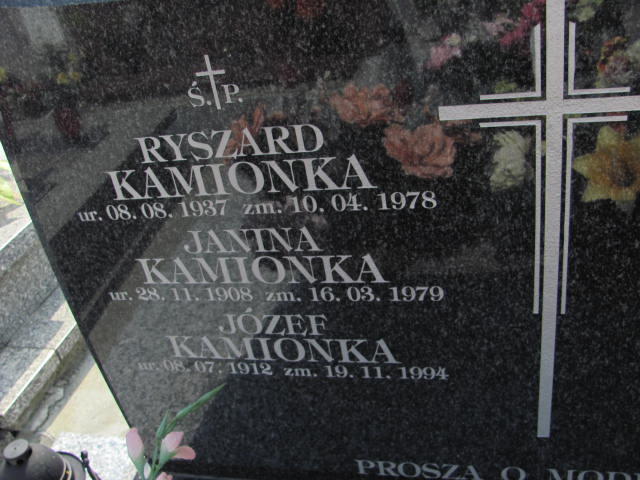 Ś.P.
RYSZARD
KAMIONKA
ur. 08. 08. 1937 zm. 10. 04. 1978
JANINA
KAMIONKA
ur. 28. 11. 1908 zm. 16. 03. 1979
JÓZEF
KAMIONKA
ur. 08. 07. 1912 zm. 19. 11. 1994
PROSZĄ O